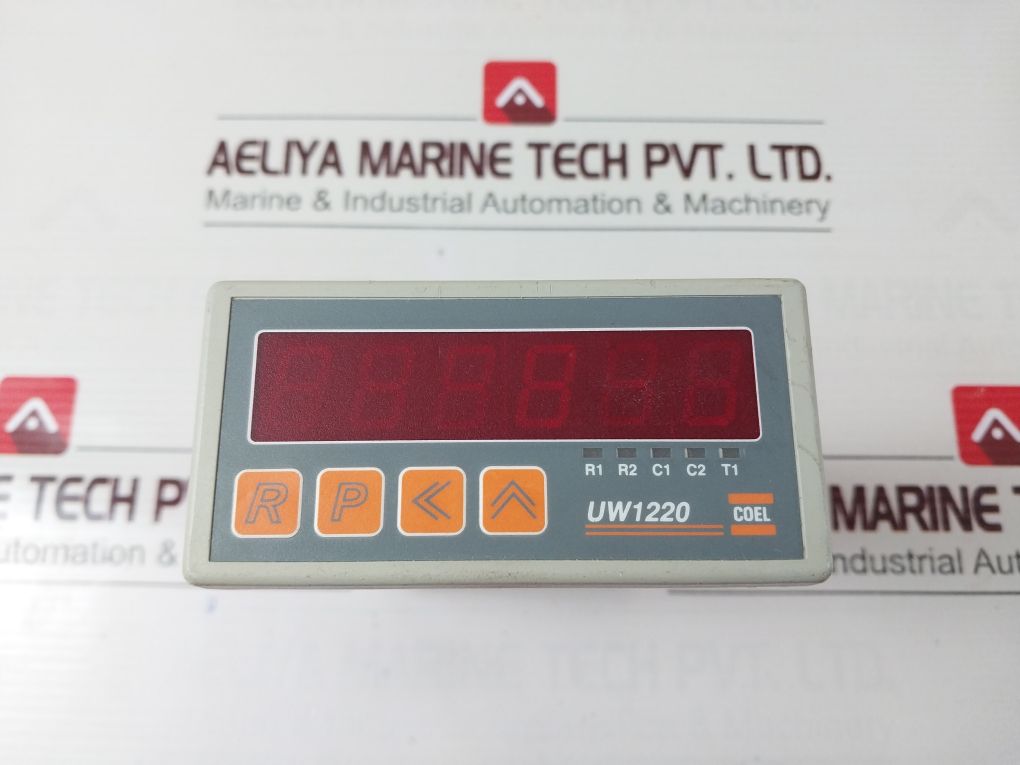 AELIYA MARINE TECH PVT. LTD.
Marine & Industrial Automation & Machinery
R1 R2 C1 C2 T1
R P
UW1220
COEL
E TECH P
MARINE T
utomation &
ndustrial Aut